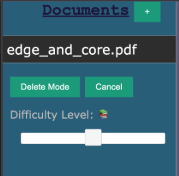 Documents +
edge_and_core.pdf
Delete Mode Cancel
Difficulty Level: 📚